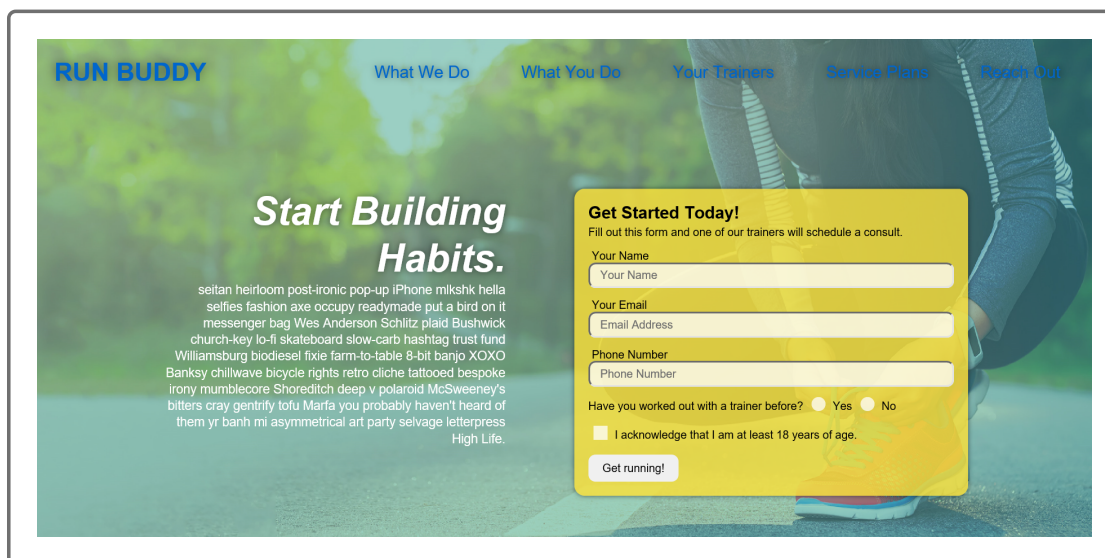 RUN BUDDY
What We Do
What You Do
Your Trainers
Service Plans
Reach Out
Start Building
Habits.
seitan heirloom post-ironic pop-up iPhone mlkshk hella
selfies fashion axe occupy readymade put a bird on it
messenger bag Wes Anderson Schlitz plaid Bushwick
church-key lo-fi skateboard slow-carb hashtag trust fund
Williamsburg biodiesel fixie farm-to-table 8-bit banjo XOXO
Banksy chillwave bicycle rights retro cliche tattooed bespoke
irony mumblecore Shoreditch deep v polaroid McSweeney's
bitters cray gentrify tofu Marfa you probably haven't heard of
them yr banh mi asymmetrical art party selvage letterpress
High Life.
Get Started Today!
Fill out this form and one of our trainers will schedule a consult.
Your Name
Your Name
Your Email
Email Address
Phone Number
Phone Number
Have you worked out with a trainer before? Yes No
I acknowledge that I am at least 18 years of age.
Get running!